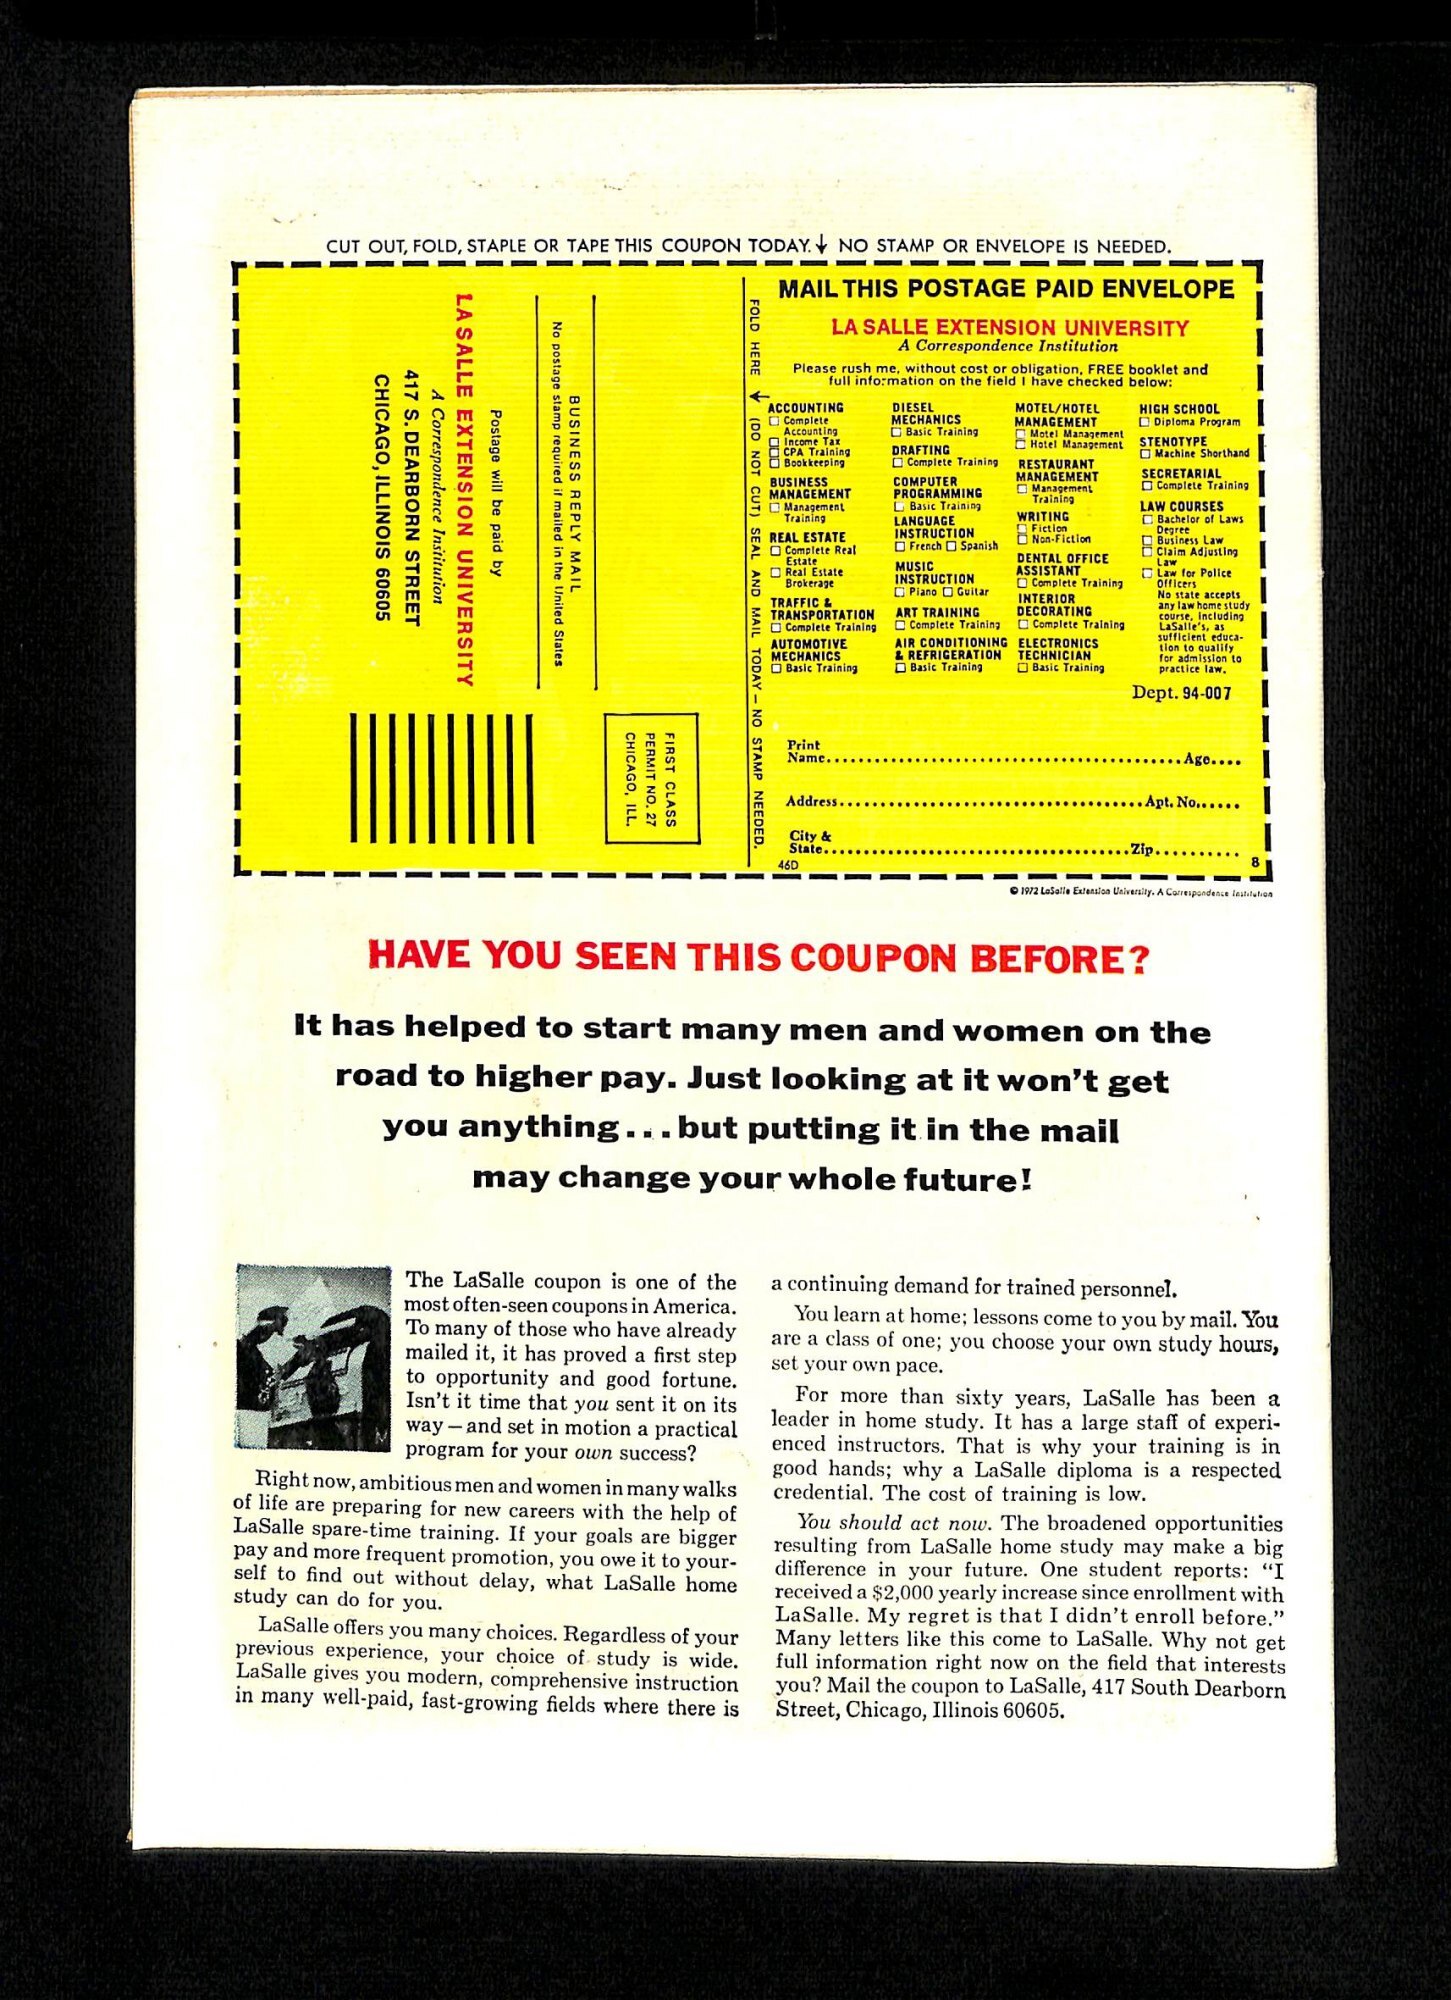 CUT OUT, FOLD, STAPLE OR TAPE THIS COUPON TODAY.↓ NO STAMP OR ENVELOPE IS NEEDED.
LA SALLE EXTENSION UNIVERSITY
A Correspondence Institution
417 S. DEARBORN STREET
CHICAGO, ILLINOIS 60605
Postage will be paid by
No postage stamp required if mailed in the United States
BUSINESS REPLY MAIL
FIRST CLASS
PERMIT NO. 27
CHICAGO, ILL.
FOLD HERE ↓ (DO NOT CUT) SEAL AND MAIL TODAY – NO STAMP NEEDED.
MAIL THIS POSTAGE PAID ENVELOPE
LA SALLE EXTENSION UNIVERSITY
A Correspondence Institution
Please rush me, without cost or obligation, FREE booklet and
full information on the field I have checked below:
ACCOUNTING
☐ Complete
Accounting
☐ Income Tax
☐ CPA Training
☐ Bookkeeping
BUSINESS
MANAGEMENT
☐ Management
Training
REAL ESTATE
☐ Complete Real
Estate
☐ Real Estate
Brokerage
TRAFFIC &
TRANSPORTATION
☐ Complete Training
AUTOMOTIVE
MECHANICS
☐ Basic Training
DIESEL
MECHANICS
☐ Basic Training
DRAFTING
☐ Complete Training
COMPUTER
PROGRAMMING
☐ Basic Training
LANGUAGE
INSTRUCTION
☐ French ☐ Spanish
MUSIC
INSTRUCTION
☐ Piano ☐ Guitar
ART TRAINING
☐ Complete Training
AIR CONDITIONING
& REFRIGERATION
☐ Basic Training
MOTEL/HOTEL
MANAGEMENT
☐ Motel Management
☐ Hotel Management
RESTAURANT
MANAGEMENT
☐ Management
Training
WRITING
☐ Fiction
☐ Non-Fiction
DENTAL OFFICE
ASSISTANT
☐ Complete Training
INTERIOR
DECORATING
☐ Complete Training
ELECTRONICS
TECHNICIAN
☐ Basic Training
HIGH SCHOOL
☐ Diploma Program
STENOTYPE
☐ Machine Shorthand
SECRETARIAL
☐ Complete Training
LAW COURSES
☐ Bachelor of Laws
Degree
☐ Business Law
☐ Claim Adjusting
Law
☐ Law for Police
Officers
No state accepts
any law home study
course, including
LaSalle's, as
sufficient educa-
tion to qualify
for admission to
practice law.
Dept. 94-007
Print
Name........................................Age....
Address..................................Apt. No......
City &
State..................................Zip..........
46D 8
© 1972 LaSalle Extension University. A Correspondence Institution
HAVE YOU SEEN THIS COUPON BEFORE?
It has helped to start many men and women on the
road to higher pay. Just looking at it won't get
you anything...but putting it in the mail
may change your whole future!
The LaSalle coupon is one of the
most often-seen coupons in America.
To many of those who have already
mailed it, it has proved a first step
to opportunity and good fortune.
Isn't it time that you sent it on its
way—and set in motion a practical
program for your own success?
Right now, ambitious men and women in many walks
of life are preparing for new careers with the help of
LaSalle spare-time training. If your goals are bigger
pay and more frequent promotion, you owe it to your-
self to find out without delay, what LaSalle home
study can do for you.
LaSalle offers you many choices. Regardless of your
previous experience, your choice of study is wide.
LaSalle gives you modern, comprehensive instruction
in many well-paid, fast-growing fields where there is
a continuing demand for trained personnel.
You learn at home; lessons come to you by mail. You
are a class of one; you choose your own study hours,
set your own pace.
For more than sixty years, LaSalle has been a
leader in home study. It has a large staff of experi-
enced instructors. That is why your training is in
good hands; why a LaSalle diploma is a respected
credential. The cost of training is low.
You should act now. The broadened opportunities
resulting from LaSalle home study may make a big
difference in your future. One student reports: “I
received a $2,000 yearly increase since enrollment with
LaSalle. My regret is that I didn't enroll before.”
Many letters like this come to LaSalle. Why not get
full information right now on the field that interests
you? Mail the coupon to LaSalle, 417 South Dearborn
Street, Chicago, Illinois 60605.